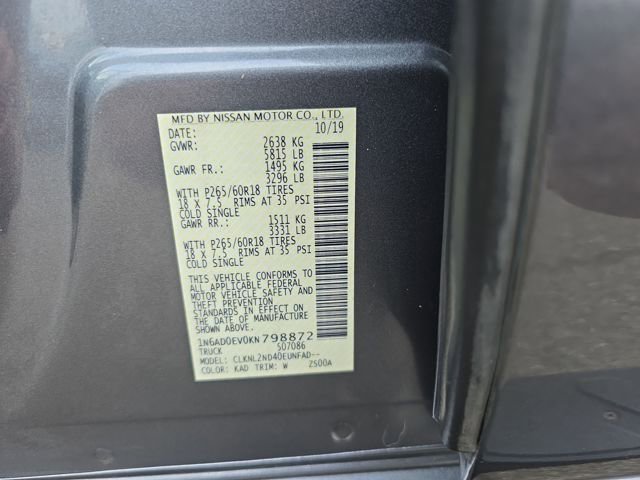 MFD BY NISSAN MOTOR CO., LTD.
DATE: 10/19
GVWR: 2638 KG
5815 LB
GAWR FR.: 1495 KG
3296 LB
WITH P265/60R18 TIRES
18 X 7.5 RIMS AT 35 PSI
COLD SINGLE
GAWR RR.: 1511 KG
3331 LB
WITH P265/60R18 TIRES
18 X 7.5 RIMS AT 35 PSI
COLD SINGLE
THIS VEHICLE CONFORMS TO
ALL APPLICABLE FEDERAL
MOTOR VEHICLE SAFETY AND
THEFT PREVENTION
STANDARDS IN EFFECT ON
THE DATE OF MANUFACTURE
SHOWN ABOVE.
1N6AD0EV0KN798872
TRUCK S07086
MODEL: CLKNL2ND40EUNFAD--
COLOR: KAD TRIM: W ZS00A